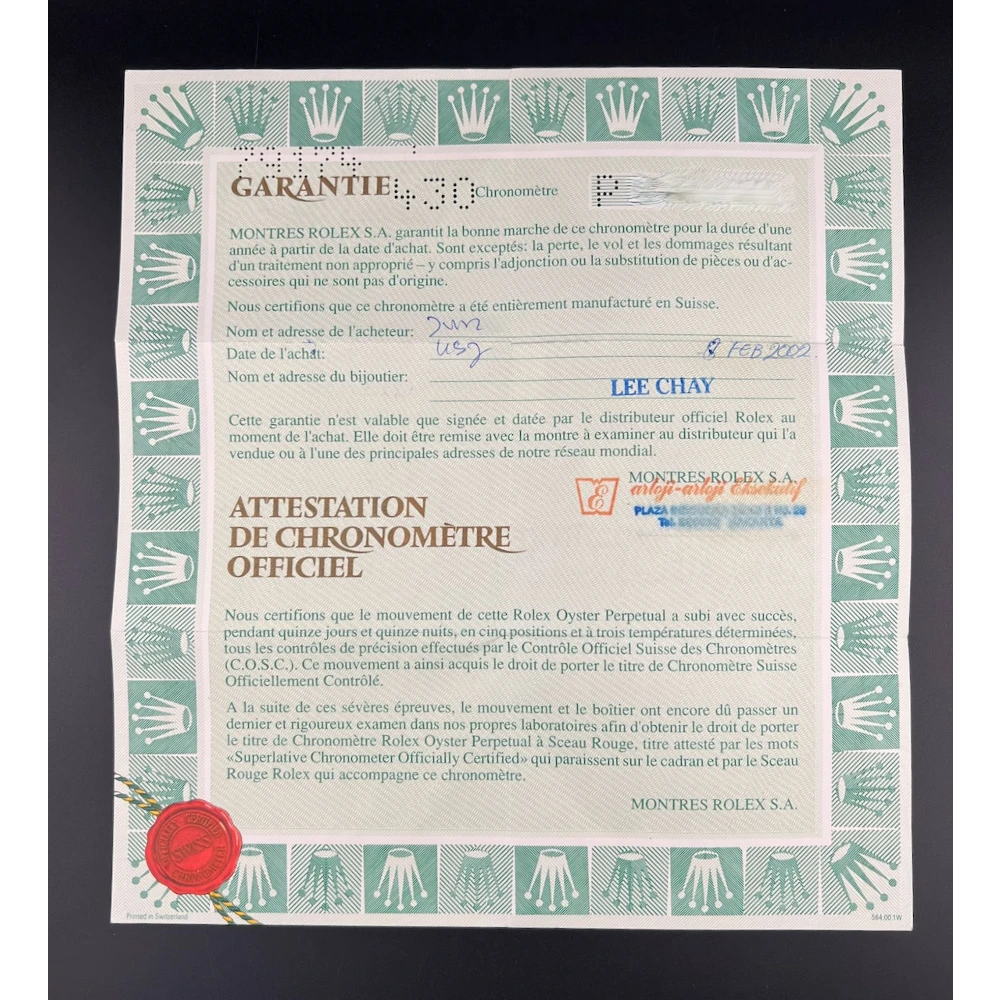 79174
GARANTIE 430 Chronomètre P
MONTRES ROLEX S.A. garantit la bonne marche de ce chronomètre pour la durée d'une
année à partir de la date d'achat. Sont exceptés: la perte, le vol et les dommages résultant
d'un traitement non approprié – y compris l'adjonction ou la substitution de pièces ou d'ac-
cessoires qui ne sont pas d'origine.
Nous certifions que ce chronomètre a été entièrement manufacturé en Suisse.
Nom et adresse de l'acheteur:
Date de l'achat: FEB 2002
Nom et adresse du bijoutier:
LEE CHAY
Cette garantie n'est valable que signée et datée par le distributeur officiel Rolex au
moment de l'achat. Elle doit être remise avec la montre à examiner au distributeur qui l'a
vendue ou à l'une des principales adresses de notre réseau mondial.
MONTRES ROLEX S.A.
E arloji-arloji Eksekutif
PLAZA
Tel. JAKARTA
ATTESTATION
DE CHRONOMÈTRE
OFFICIEL
Nous certifions que le mouvement de cette Rolex Oyster Perpetual a subi avec succès,
pendant quinze jours et quinze nuits, en cinq positions et à trois températures déterminées,
tous les contrôles de précision effectués par le Contrôle Officiel Suisse des Chronomètres
(C.O.S.C.). Ce mouvement a ainsi acquis le droit de porter le titre de Chronomètre Suisse
Officiellement Contrôlé.
A la suite de ces sévères épreuves, le mouvement et le boîtier ont encore dû passer un
dernier et rigoureux examen dans nos propres laboratoires afin d'obtenir le droit de porter
le titre de Chronomètre Rolex Oyster Perpetual à Sceau Rouge, titre attesté par les mots
«Superlative Chronometer Officially Certified» qui paraissent sur le cadran et par le Sceau
Rouge Rolex qui accompagne ce chronomètre.
MONTRES ROLEX S.A.
Printed in Switzerland
564.00.1W